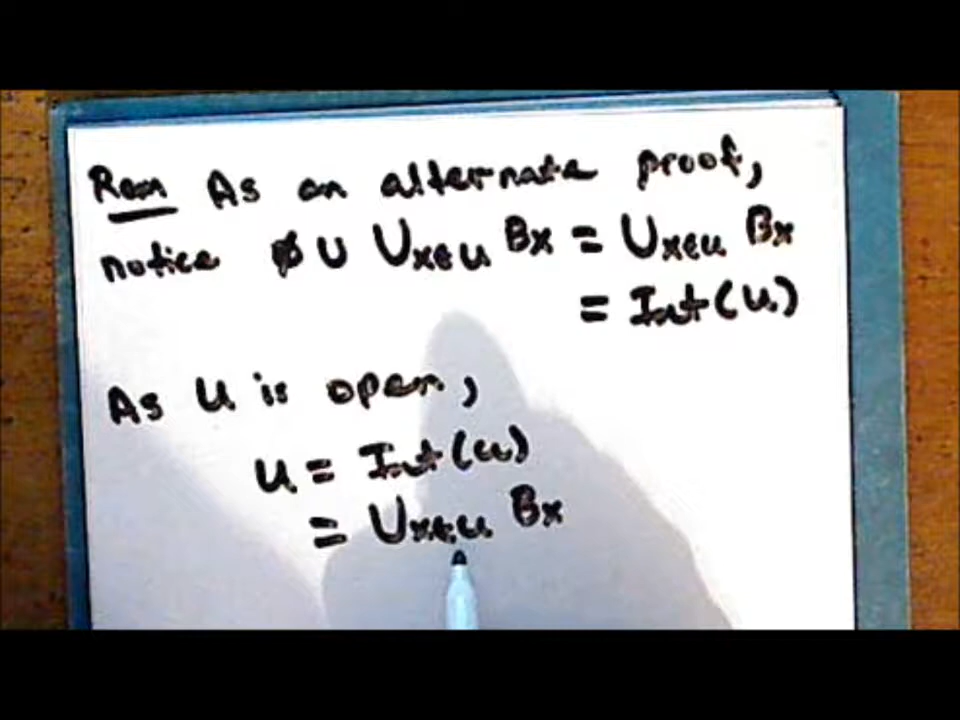 Rem As an alternate proof,
notice ∅ ∪ ∪x∈u Bx = ∪x∈u Bx
= Int(u)
As U is open,
u = Int(u)
= ∪x∈u Bx